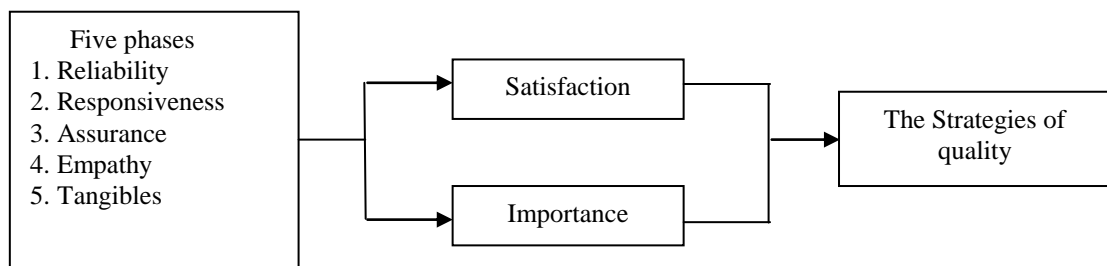 Five phases
1. Reliability
2. Responsiveness
3. Assurance
4. Empathy
5. Tangibles
Satisfaction
Importance
The Strategies of
quality